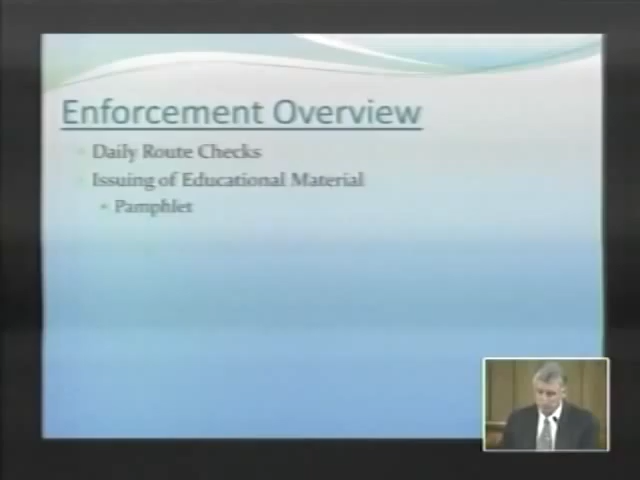 Enforcement Overview
Daily Route Checks
Issuing of Educational Material
Pamphlet